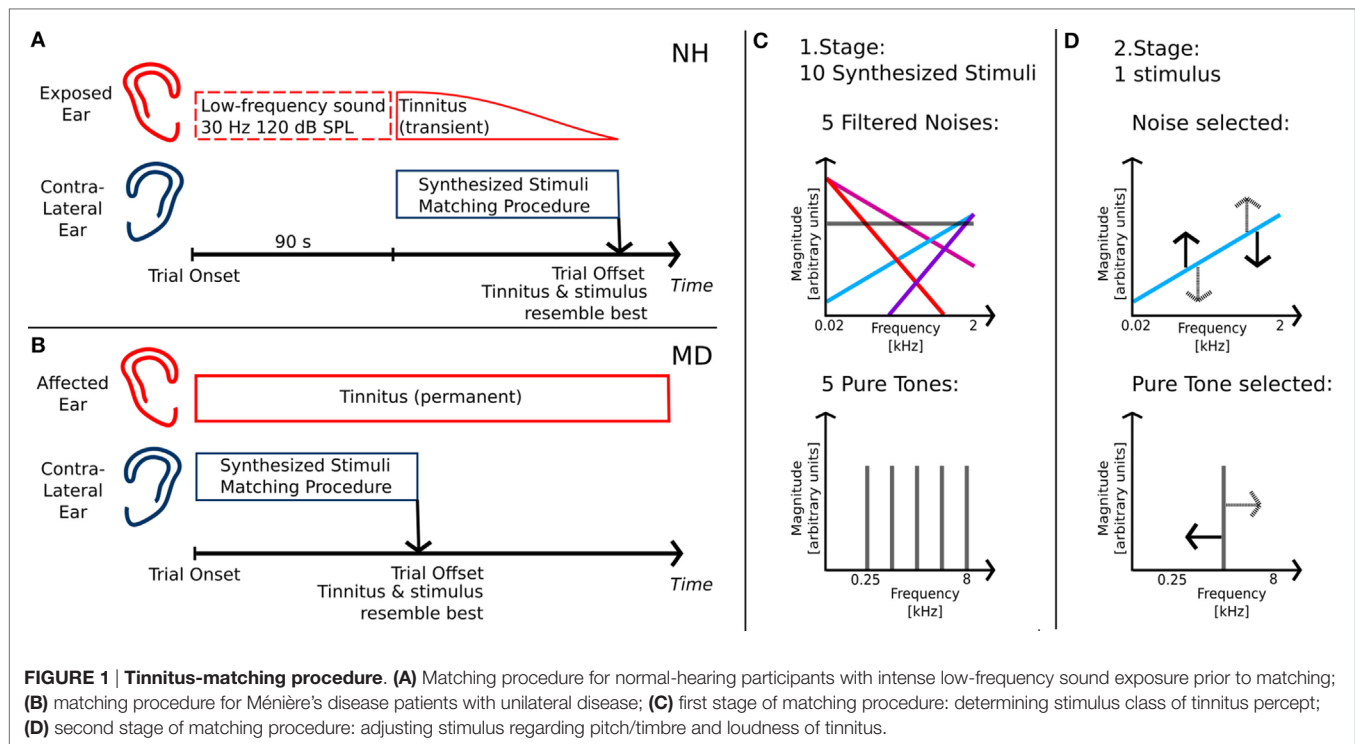 A
NH
Exposed
Ear
Low-frequency sound
30 Hz 120 dB SPL
Tinnitus
(transient)
Contra-
Lateral
Ear
Synthesized Stimuli
Matching Procedure
90 s
Trial Onset
Trial Offset
Tinnitus & stimulus
resemble best
Time
B
MD
Affected
Ear
Tinnitus (permanent)
Contra-
Lateral
Ear
Synthesized Stimuli
Matching Procedure
Trial Onset
Trial Offset
Tinnitus & stimulus
resemble best
Time
C
1.Stage:
10 Synthesized Stimuli
5 Filtered Noises:
Magnitude
[arbitrary units]
0.02
Frequency
[kHz]
2
5 Pure Tones:
Magnitude
[arbitrary units]
0.25
8
Frequency
[kHz]
D
2.Stage:
1 stimulus
Noise selected:
Magnitude
[arbitrary units]
0.02
Frequency
[kHz]
2
Pure Tone selected:
Magnitude
[arbitrary units]
0.25
8
Frequency
[kHz]
FIGURE 1 | Tinnitus-matching procedure. (A) Matching procedure for normal-hearing participants with intense low-frequency sound exposure prior to matching;
(B) matching procedure for Ménière's disease patients with unilateral disease; (C) first stage of matching procedure: determining stimulus class of tinnitus percept;
(D) second stage of matching procedure: adjusting stimulus regarding pitch/timbre and loudness of tinnitus.